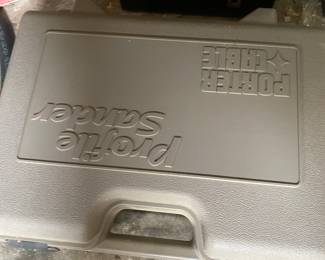 PORTER
CABLE
Profile
Sander